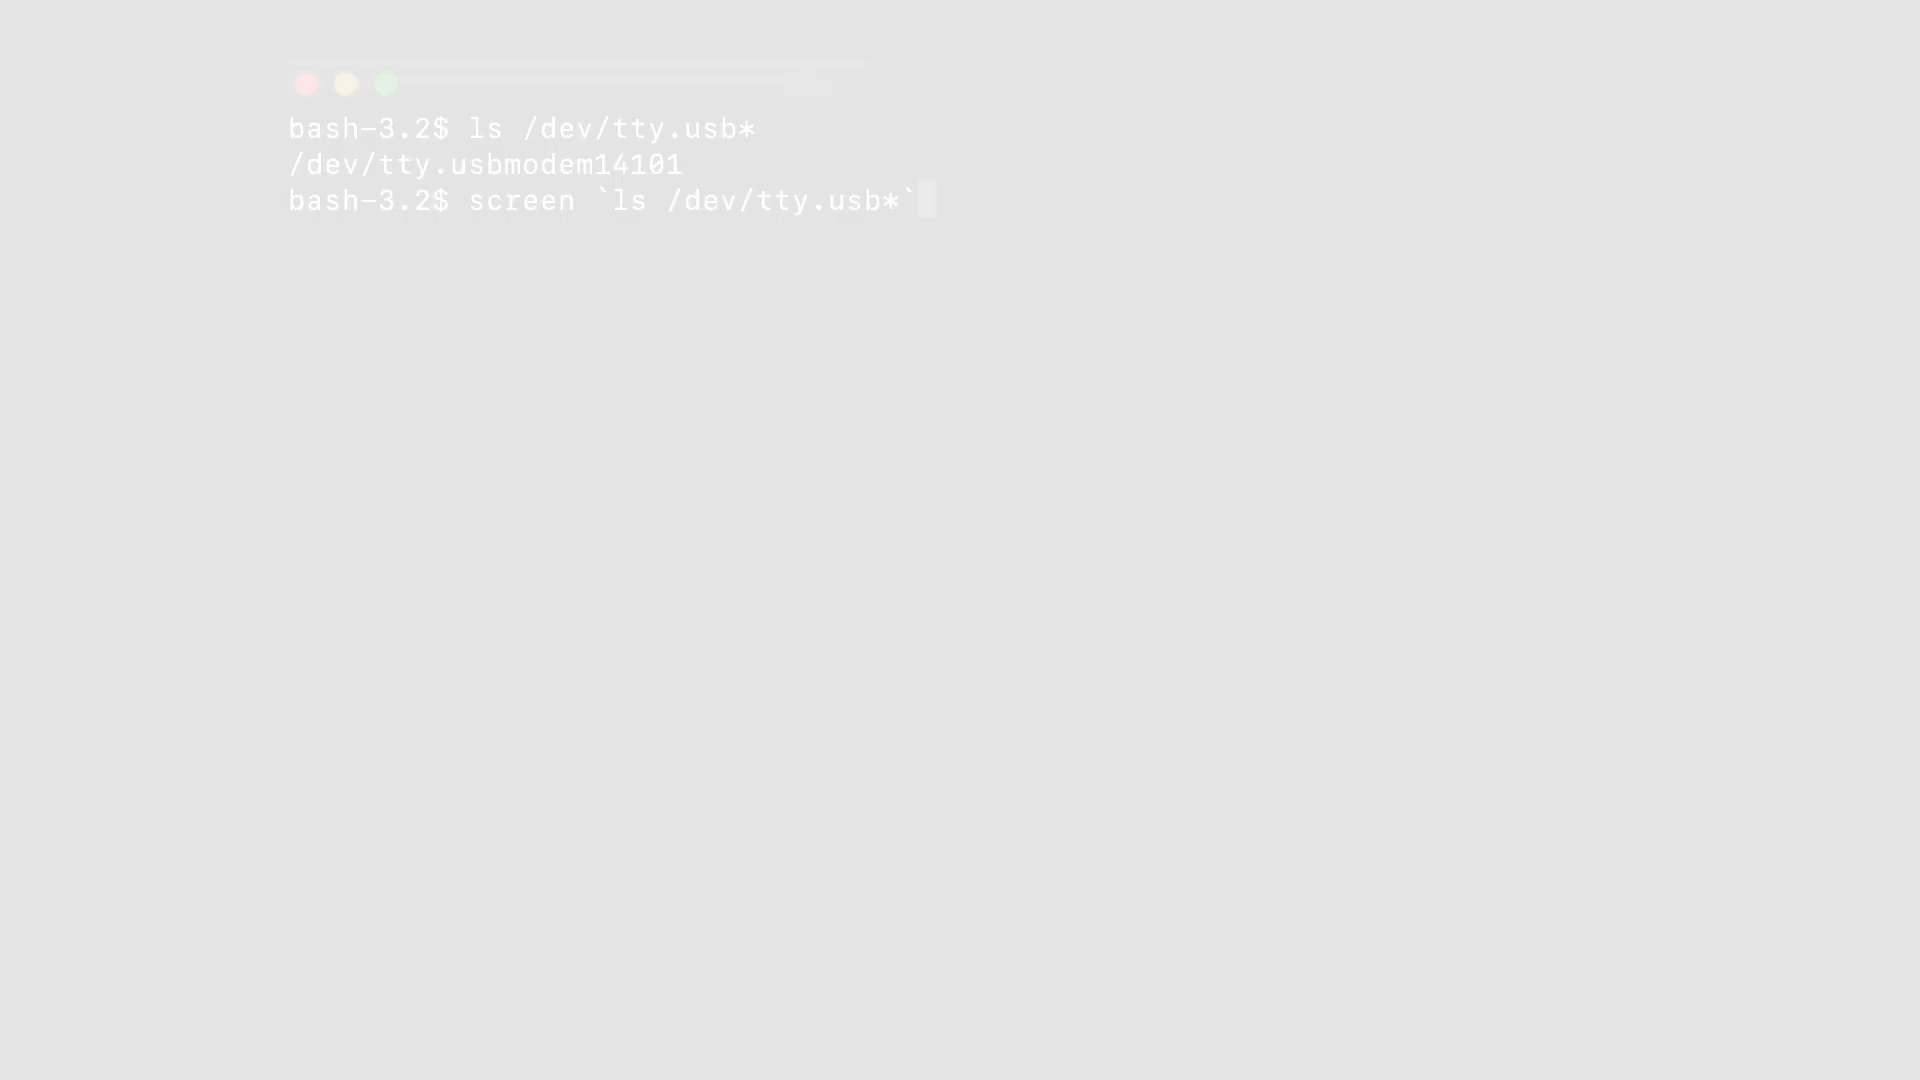 bash-3.2$ ls /dev/tty.usb*
/dev/tty.usbmodem14101
bash-3.2$ screen `ls /dev/tty.usb*`